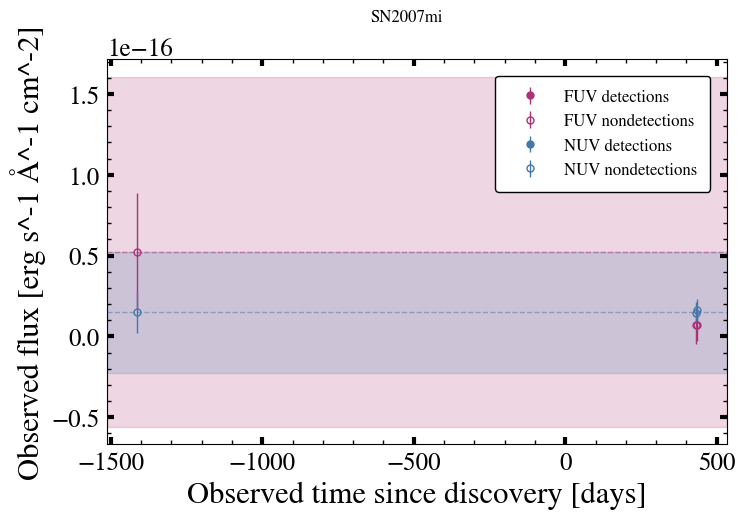 SN2007mi
1e−16
Observed flux [erg s^-1 Å^-1 cm^-2]
1.5
1.0
0.5
0.0
−0.5
FUV detections
FUV nondetections
NUV detections
NUV nondetections
−1500 −1000 −500 0 500
Observed time since discovery [days]